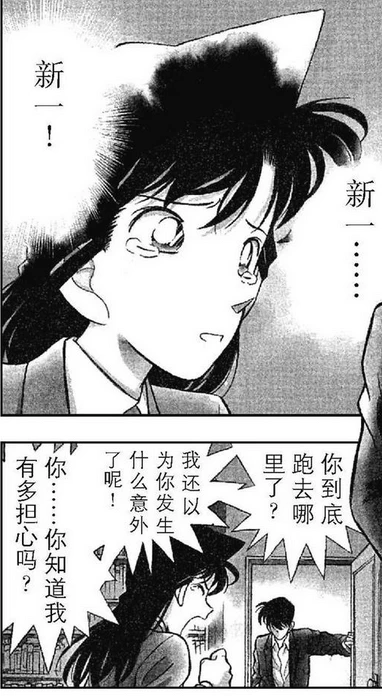 新一……
新一！
你到底
跑去哪
里了？
我还以
为你发生
什么意外
了呢！
你……你知道我
有多担心吗？